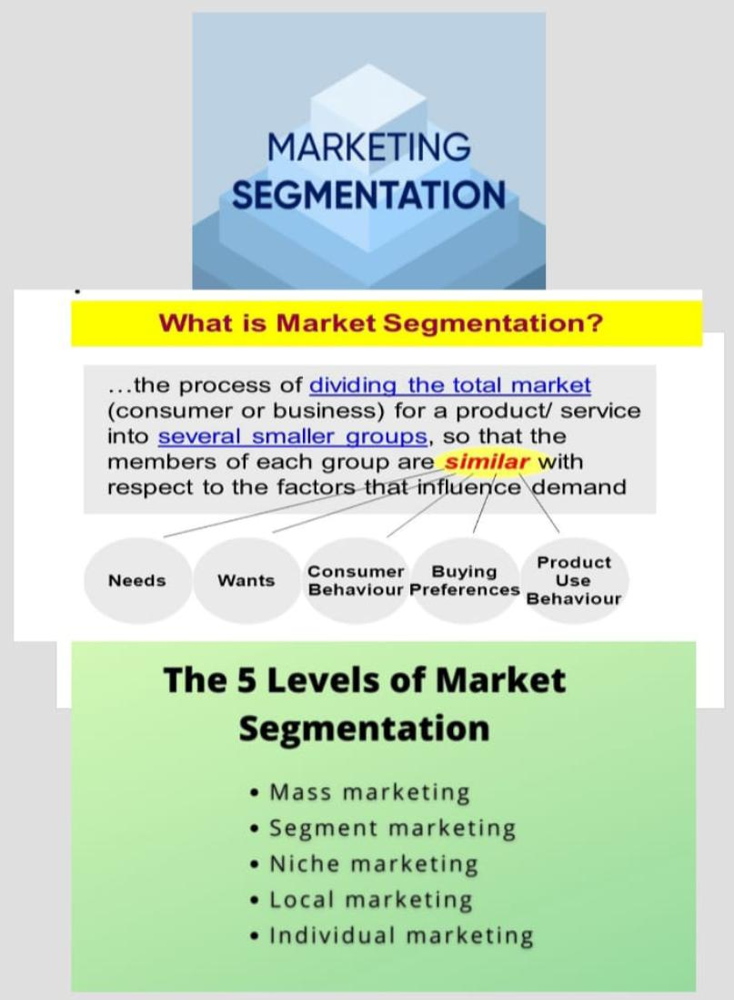 MARKETING
SEGMENTATION
What is Market Segmentation?
...the process of dividing the total market
(consumer or business) for a product/ service
into several smaller groups, so that the
members of each group are similar with
respect to the factors that influence demand
Needs
Wants
Consumer
Behaviour
Buying
Preferences
Product
Use
Behaviour
The 5 Levels of Market
Segmentation
• Mass marketing
• Segment marketing
• Niche marketing
• Local marketing
• Individual marketing